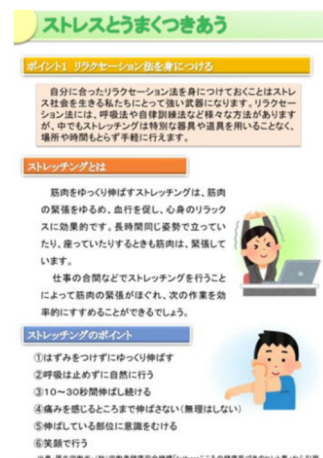 ストレスとうまくつきあう
ポイント1 リラクセーション法を身につける
自分に合ったリラクセーション法を身につけておくことはストレ
ス社会を生きる私たちにとって強い武器になります。リラクセー
ション法には、呼吸法や自律訓練法など様々な方法があります
が、中でもストレッチングは特別な器具や道具を用いることなく、
場所や時間もとらず手軽に行えます。
ストレッチングとは
筋肉をゆっくり伸ばすストレッチングは、筋肉
の緊張をゆるめ、血行を促し、心身のリラック
スに効果的です。長時間同じ姿勢で立ってい
たり、座っていたりするときも筋肉は、緊張して
います。
仕事の合間などでストレッチングを行うこと
によって筋肉の緊張がほぐれ、次の作業を効
率的にすすめることができるでしょう。
ストレッチングのポイント
①はずみをつけずにゆっくり伸ばす
②呼吸は止めずに自然に行う
③10～30秒間伸ばし続ける
④痛みを感じるところまで伸ばさない(無理はしない)
⑤伸ばしている部位に意識をむける
⑥笑顔で行う